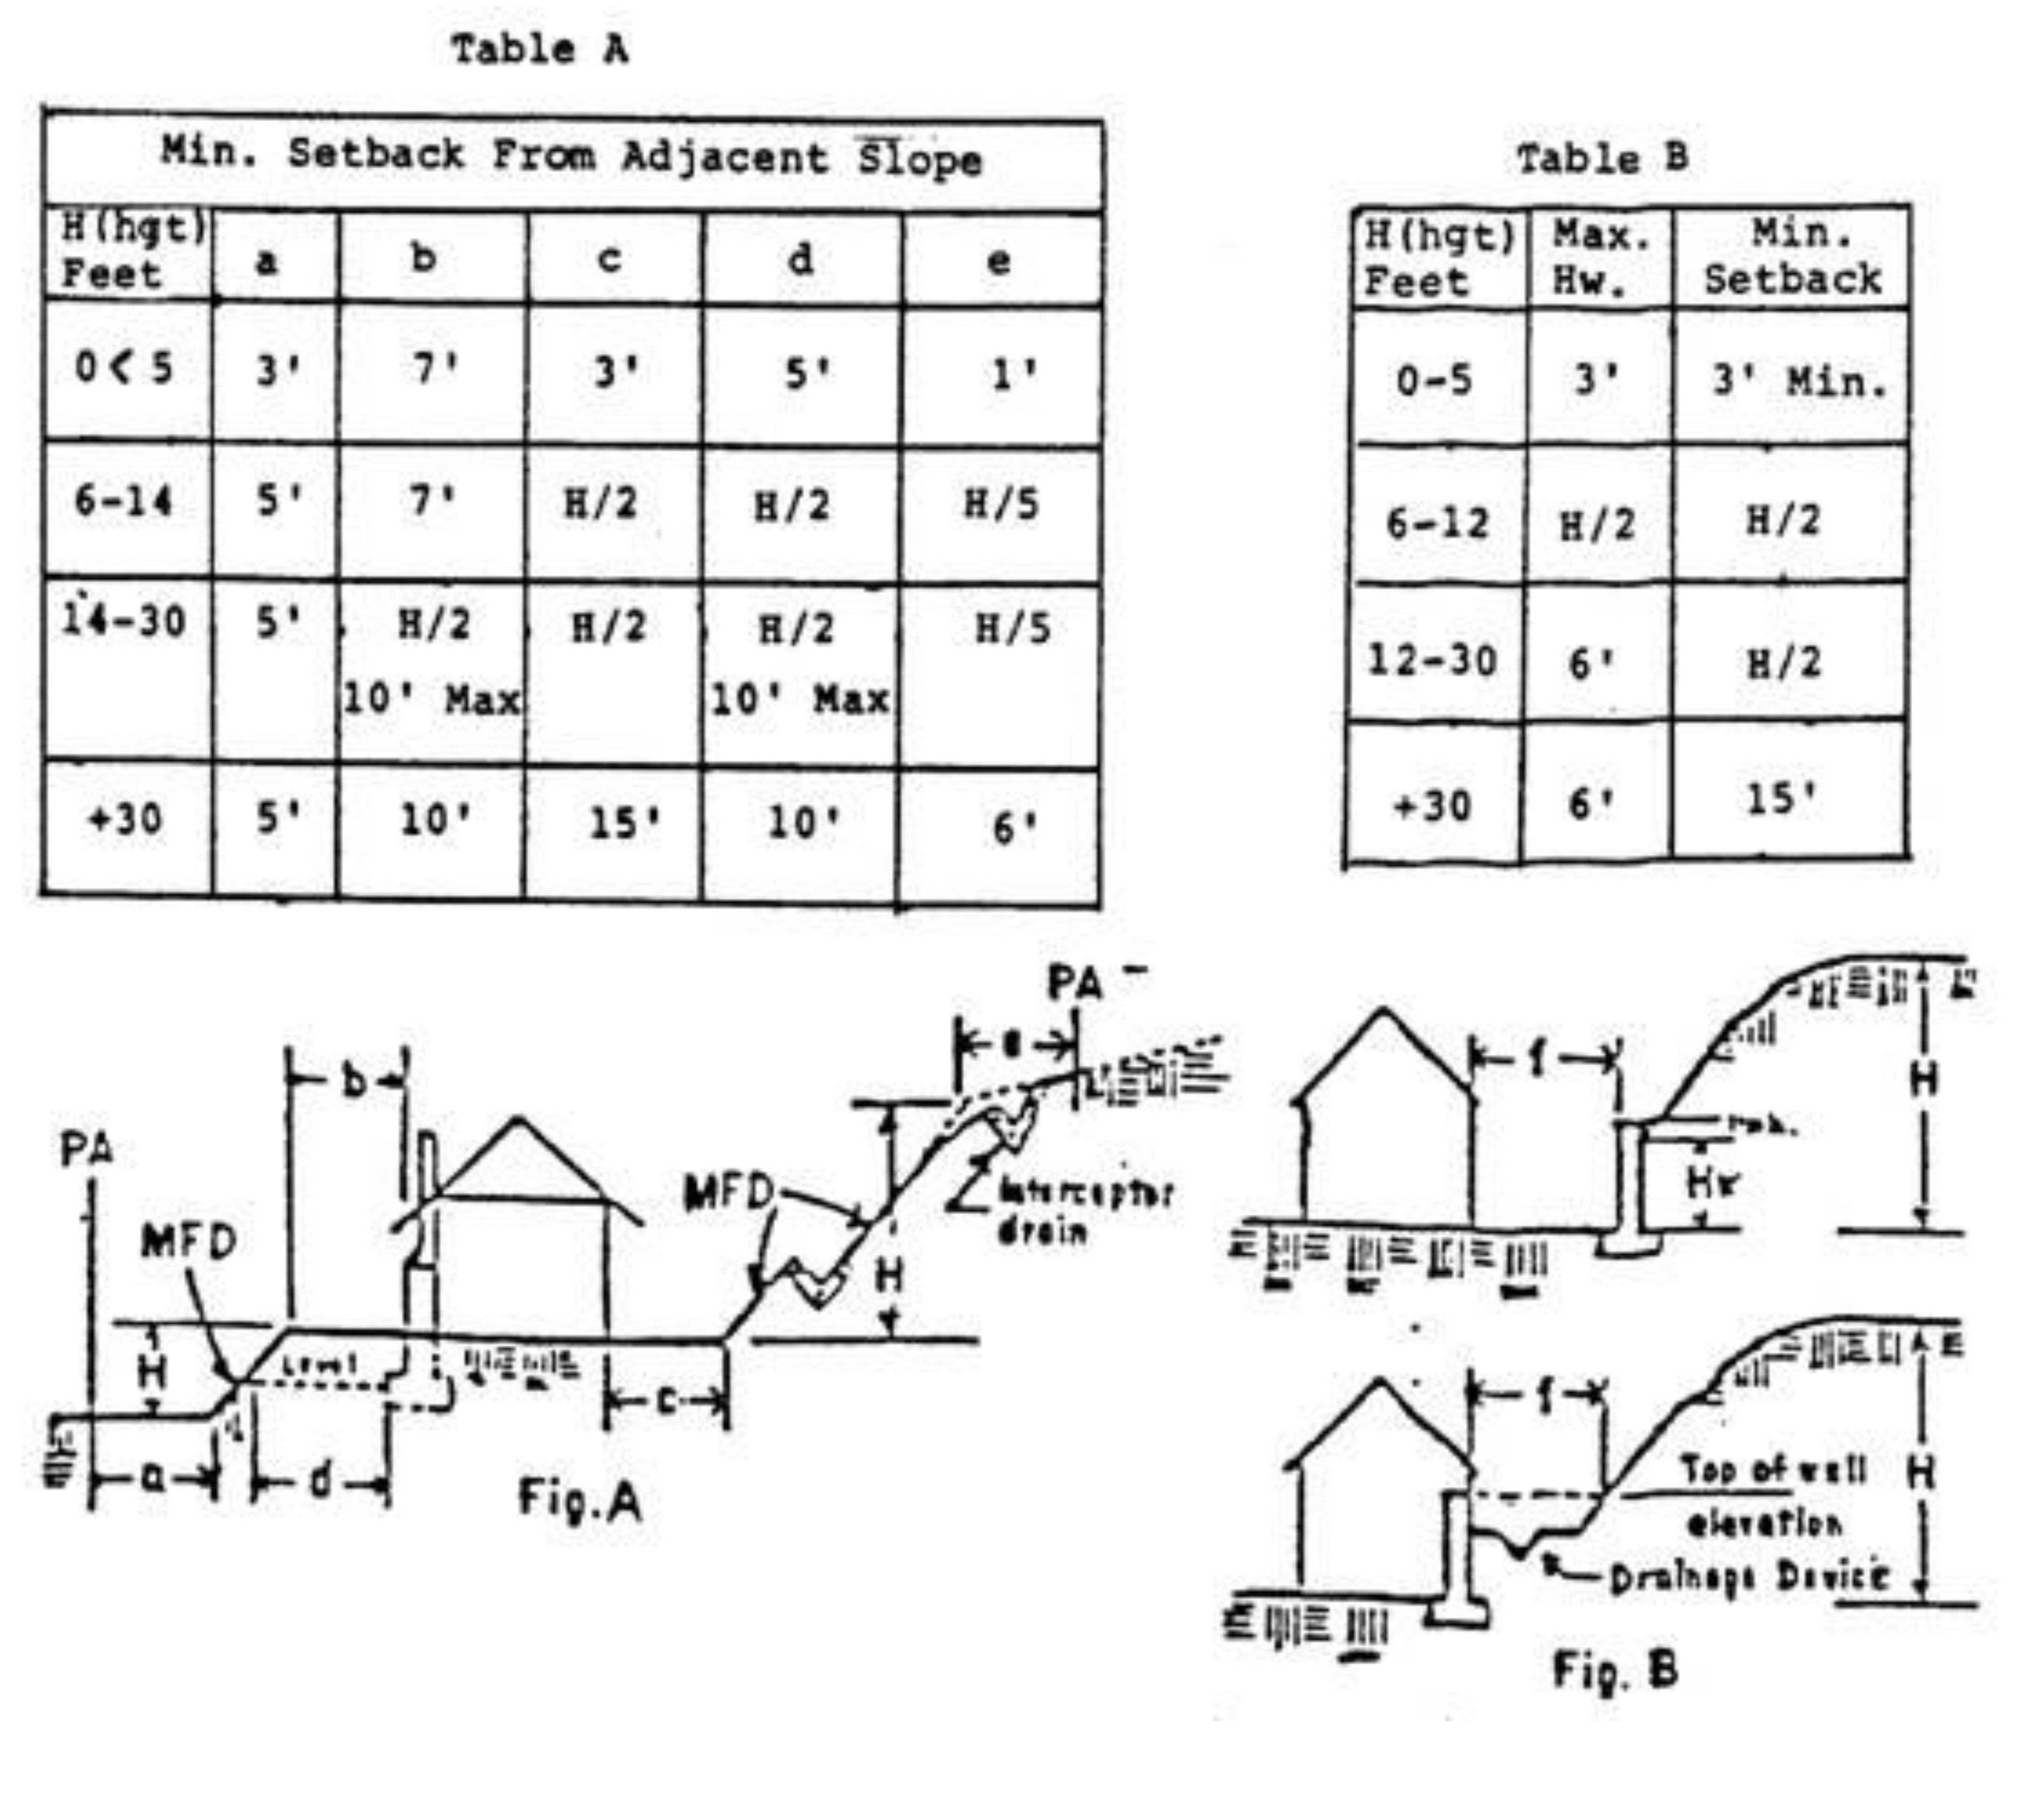 Table A
Min. Setback From Adjacent Slope
H(hgt) Feet a b c d e
0<5 3' 7' 3' 5' 1'
6-14 5' 7' H/2 H/2 H/5
14-30 5' H/2 10' Max H/2 H/2 10' Max H/5
+30 5' 10' 15' 10' 6'
Table B
H(hgt) Feet Max. Hw. Min. Setback
0-5 3' 3' Min.
6-12 H/2 H/2
12-30 6' H/2
+30 6' 15'
PA
e
b
PA
MFD
MFD
Interceptor
drain
H
H
Level
c
a
d
Fig.A
f
H
Hw
f
Top of wall
H
elevation
Drainage Device
Fig. B